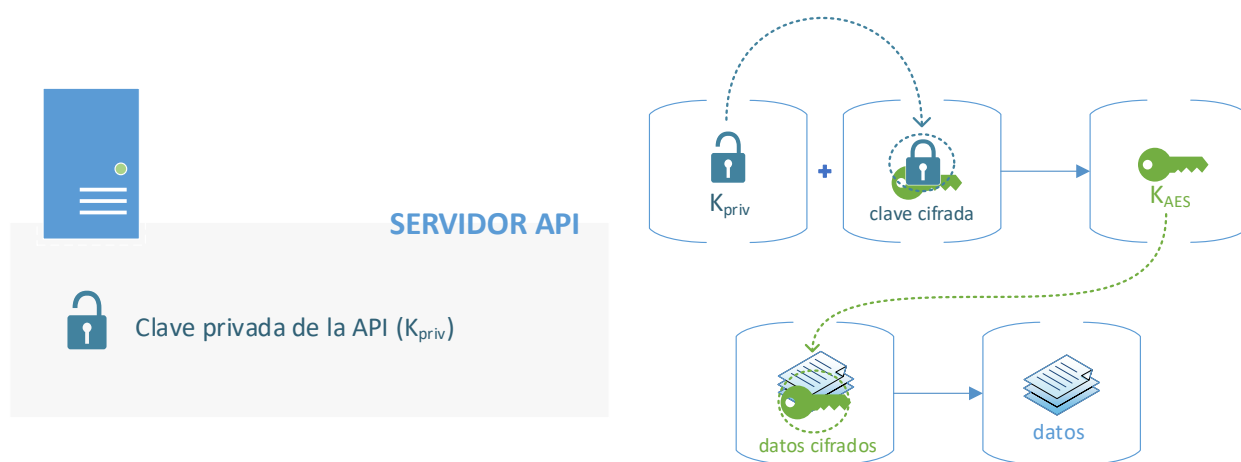 SERVIDOR API
Clave privada de la API (Kpriv)
Kpriv
+
clave cifrada
KAES
datos cifrados
datos